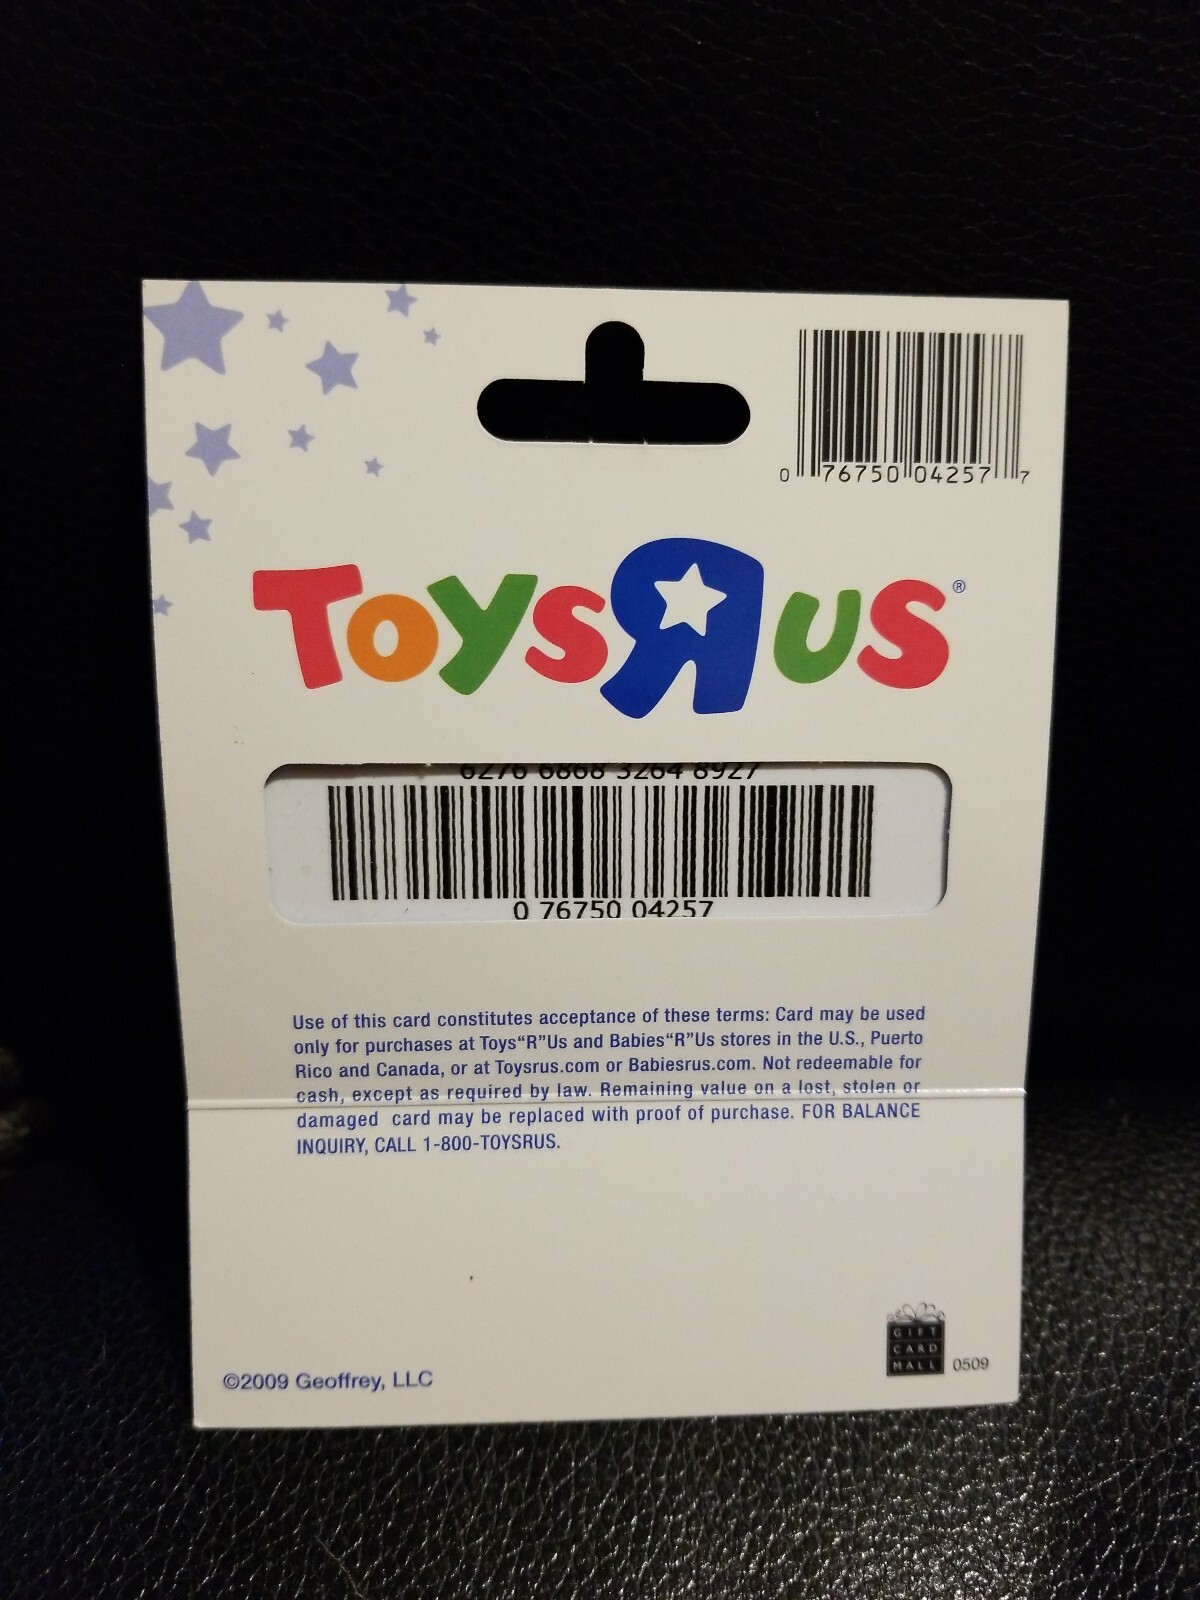 0 76750 04257 7
ToysRus®
6276 6868 3264 8927
0 76750 04257
Use of this card constitutes acceptance of these terms: Card may be used
only for purchases at Toys“R”Us and Babies“R”Us stores in the U.S., Puerto
Rico and Canada, or at Toysrus.com or Babiesrus.com. Not redeemable for
cash, except as required by law. Remaining value on a lost, stolen or
damaged card may be replaced with proof of purchase. FOR BALANCE
INQUIRY, CALL 1-800-TOYSRUS.
GIFT
CARD
MALL
0509
©2009 Geoffrey, LLC